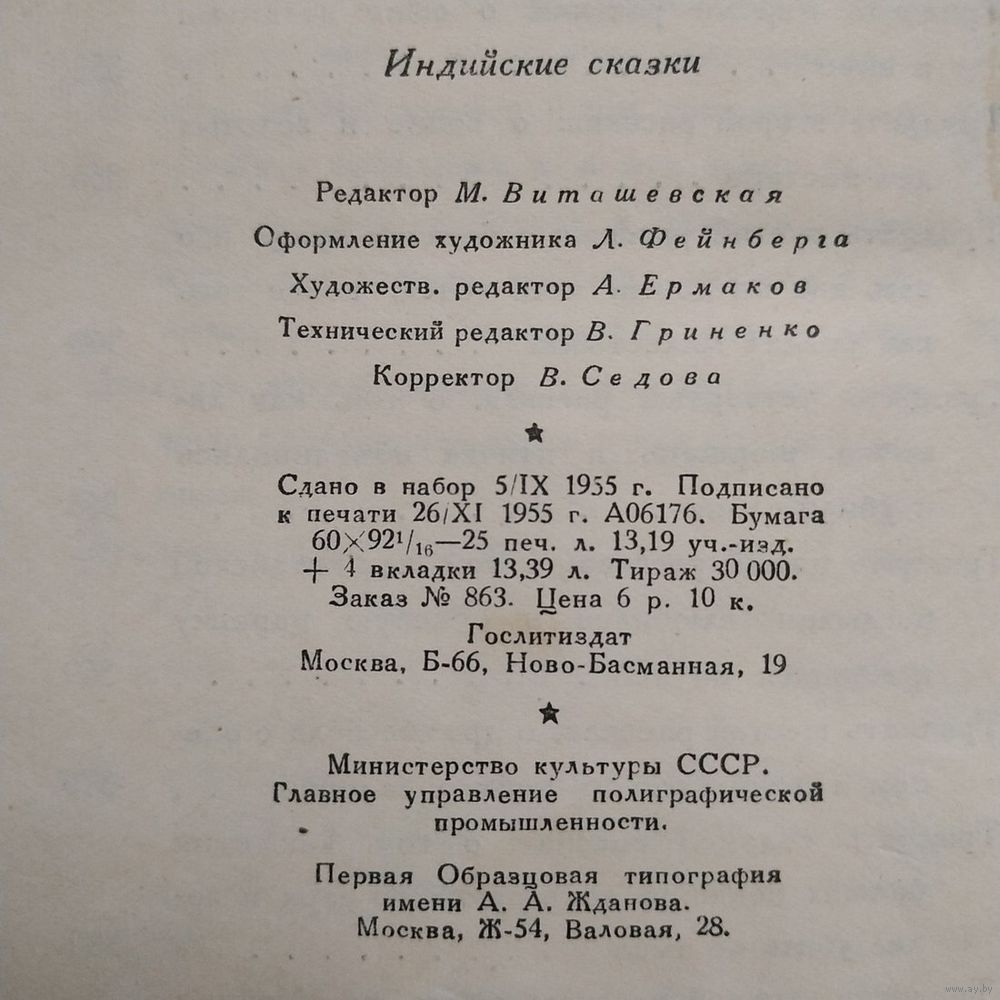 Индийские сказки
Редактор М. Виташевская
Оформление художника Л. Фейнберга
Художеств. редактор А. Ермаков
Технический редактор В. Гриненко
Корректор В. Седова
Сдано в набор 5/IX 1955 г. Подписано
к печати 26/XI 1955 г. А06176. Бумага
60×92¹/₁₆—25 печ. л. 13,19 уч.-изд.
+ 4 вкладки 13,39 л. Тираж 30 000.
Заказ № 863. Цена 6 р. 10 к.
Гослитиздат
Москва, Б-66, Ново-Басманная, 19
Министерство культуры СССР.
Главное управление полиграфической
промышленности.
Первая Образцовая типография
имени А. А. Жданова.
Москва, Ж-54, Валовая, 28.
www.ay.by